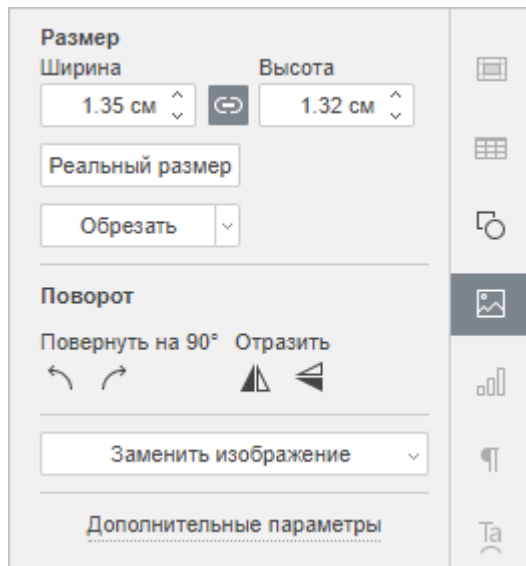 Размер
Ширина Высота
1.35 см 1.32 см
Реальный размер
Обрезать
Поворот
Повернуть на 90° Отразить
Заменить изображение
Дополнительные параметры
Ta